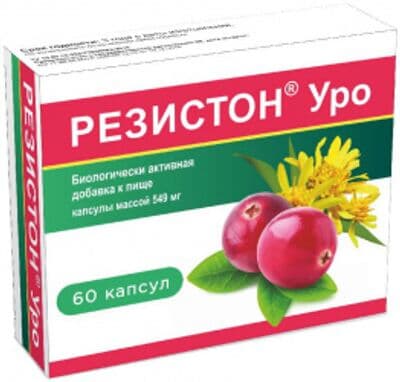 РЕЗИСТОН® Уро
Биологически активная
добавка к пище
капсулы массой 549 мг
60 капсул
РЕЗИСТОН® Уро